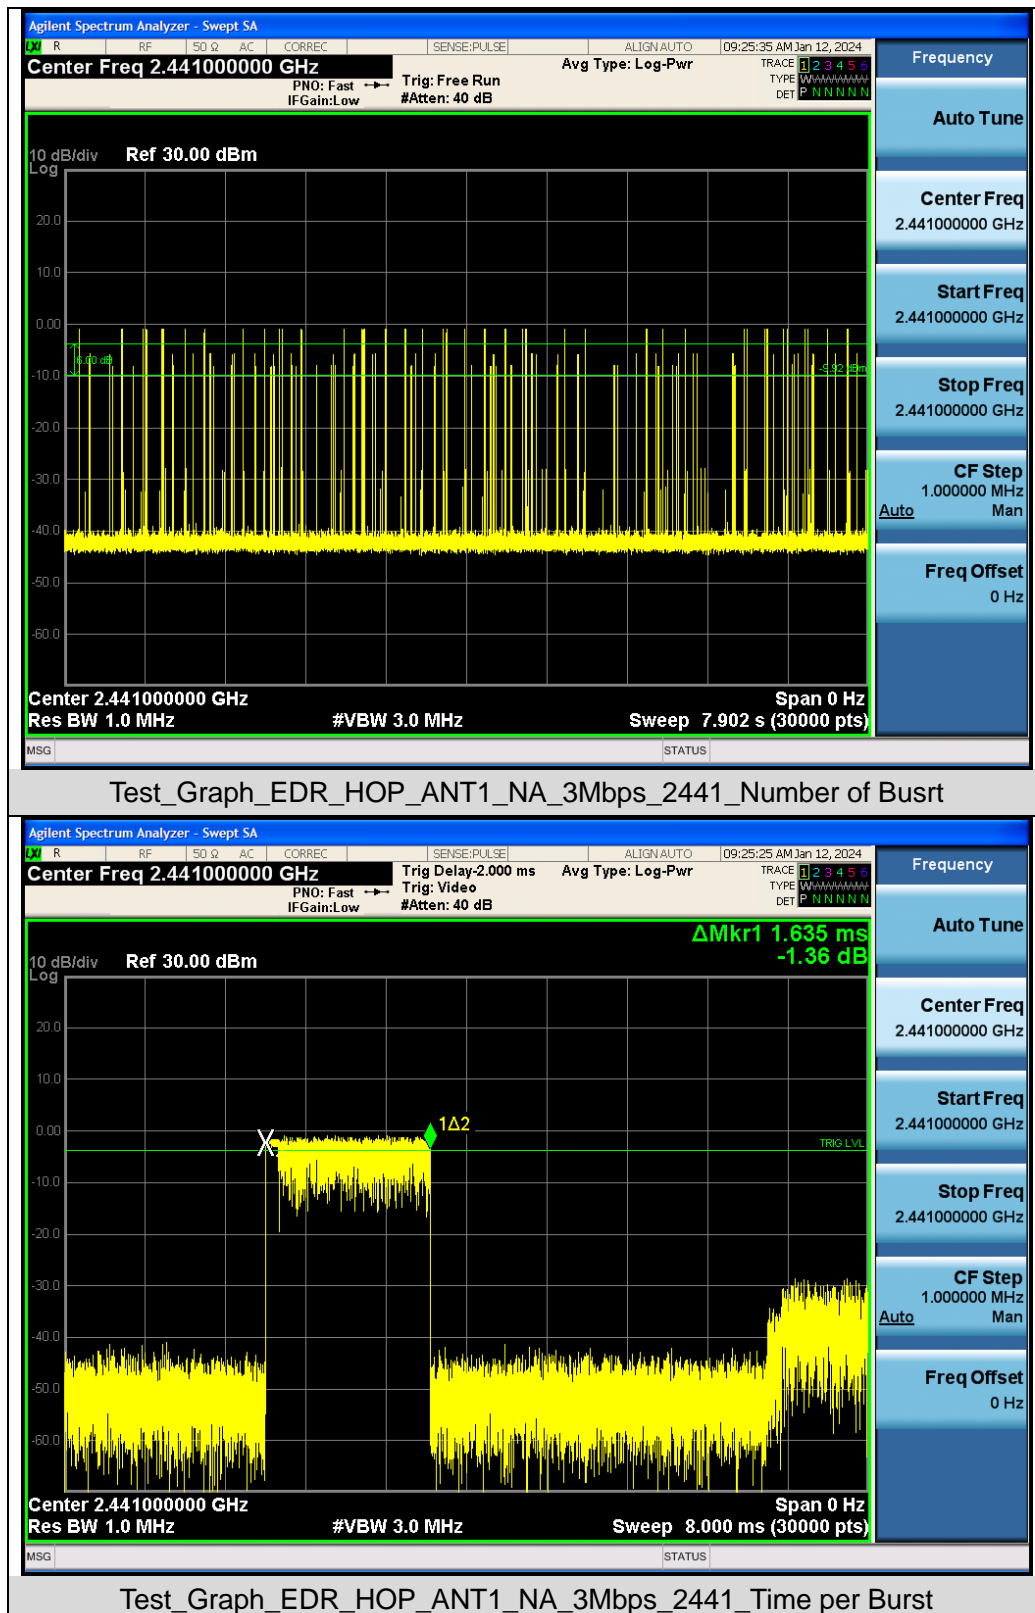 Agilent Spectrum Analyzer - Swept SA
LXI R RF 50 Ω AC CORREC SENSE:PULSE ALIGN AUTO 09:25:35 AM Jan 12, 2024
Center Freq 2.441000000 GHz
PNO: Fast
IFGain:Low
Trig: Free Run
#Atten: 40 dB
Avg Type: Log-Pwr
TRACE 1 2 3 4 5 6
TYPE
DET P N N N N N
10 dB/div
Log
Ref 30.00 dBm
20.0
10.0
0.00
-10.0
-20.0
-30.0
-40.0
-50.0
-60.0
6.00 dB
-9.92 dBm
Center 2.441000000 GHz
Span 0 Hz
Res BW 1.0 MHz
#VBW 3.0 MHz
Sweep 7.902 s (30000 pts)
MSG
STATUS
Frequency
Auto Tune
Center Freq
2.441000000 GHz
Start Freq
2.441000000 GHz
Stop Freq
2.441000000 GHz
CF Step
1.000000 MHz
Auto Man
Freq Offset
0 Hz
Test_Graph_EDR_HOP_ANT1_NA_3Mbps_2441_Number of Busrt
Agilent Spectrum Analyzer - Swept SA
LXI R RF 50 Ω AC CORREC SENSE:PULSE ALIGN AUTO 09:25:25 AM Jan 12, 2024
Center Freq 2.441000000 GHz
PNO: Fast
IFGain:Low
Trig Delay-2.000 ms
Trig: Video
#Atten: 40 dB
Avg Type: Log-Pwr
TRACE 1 2 3 4 5 6
TYPE
DET P N N N N N
ΔMkr1 1.635 ms
-1.36 dB
10 dB/div
Log
Ref 30.00 dBm
20.0
10.0
0.00
-10.0
-20.0
-30.0
-40.0
-50.0
-60.0
X
1Δ2
TRIG LVL
Center 2.441000000 GHz
Span 0 Hz
Res BW 1.0 MHz
#VBW 3.0 MHz
Sweep 8.000 ms (30000 pts)
MSG
STATUS
Frequency
Auto Tune
Center Freq
2.441000000 GHz
Start Freq
2.441000000 GHz
Stop Freq
2.441000000 GHz
CF Step
1.000000 MHz
Auto Man
Freq Offset
0 Hz
Test_Graph_EDR_HOP_ANT1_NA_3Mbps_2441_Time per Burst